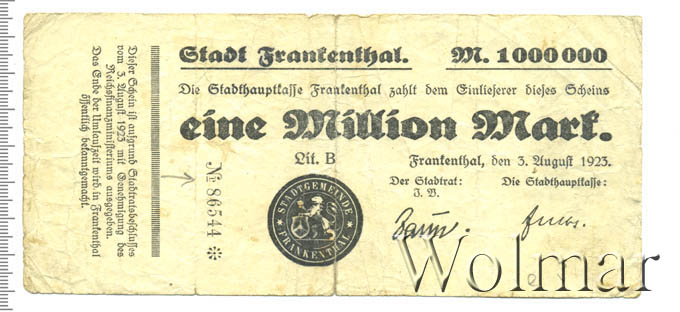 Dieser Schein ist aufgrund Stadtratsbeschlusses
vom 3. August 1923 mit Genehmigung des
Reichsfinanzministeriums ausgegeben.
Das Ende der Umlaufzeit wird in Frankenthal
öffentlich bekanntgemacht.
Stadt Frankenthal. M. 1000000
Die Stadthauptkasse Frankenthal zahlt dem Einlieferer dieses Scheins
eine Million Mark.
Lit. B
Frankenthal, den 3. August 1923.
Der Stadtrat: Die Stadthauptkasse:
J. V.
№ 86544 *
STADTGEMEINDE
FRANKENTHAL
Wolmar